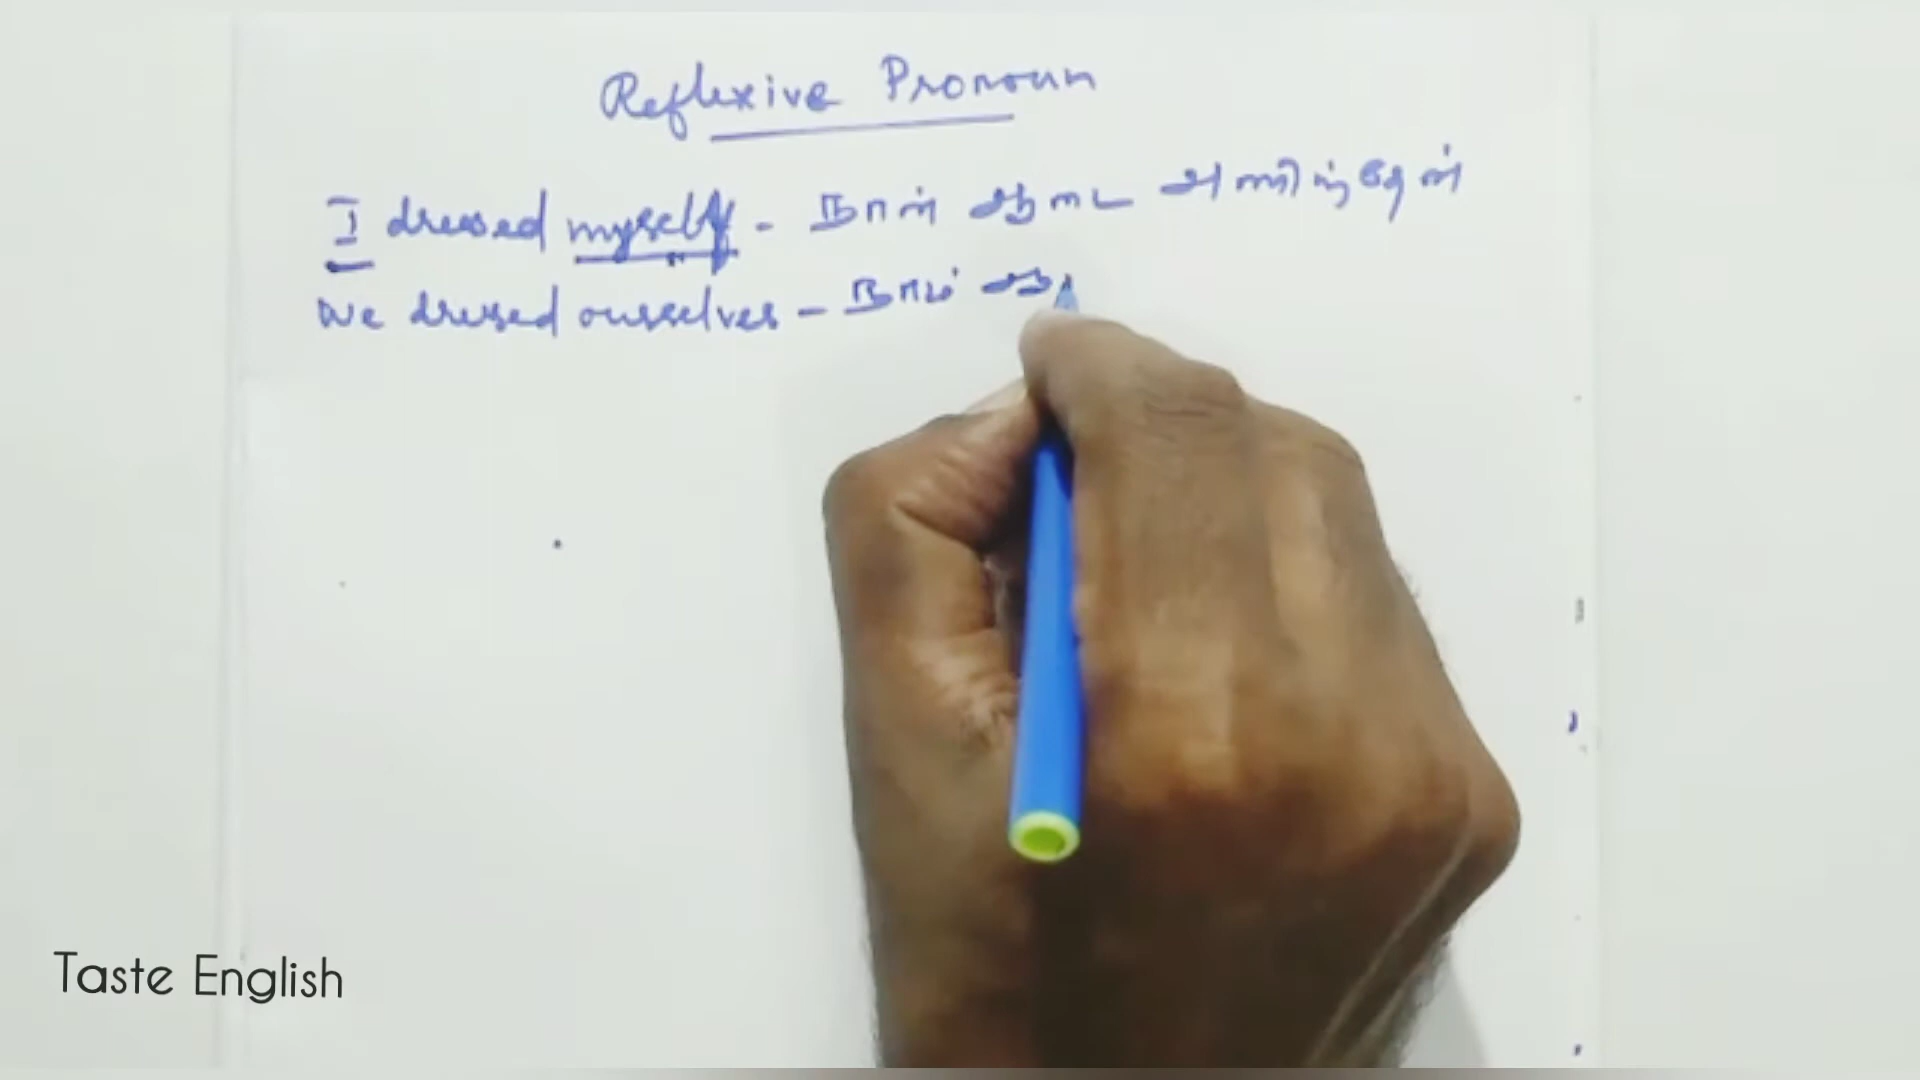 Reflexive Pronoun
I dressed myself - நான் ஆடை அணிந்தேன்
We dressed ourselves - நாம் ஆ
Taste English